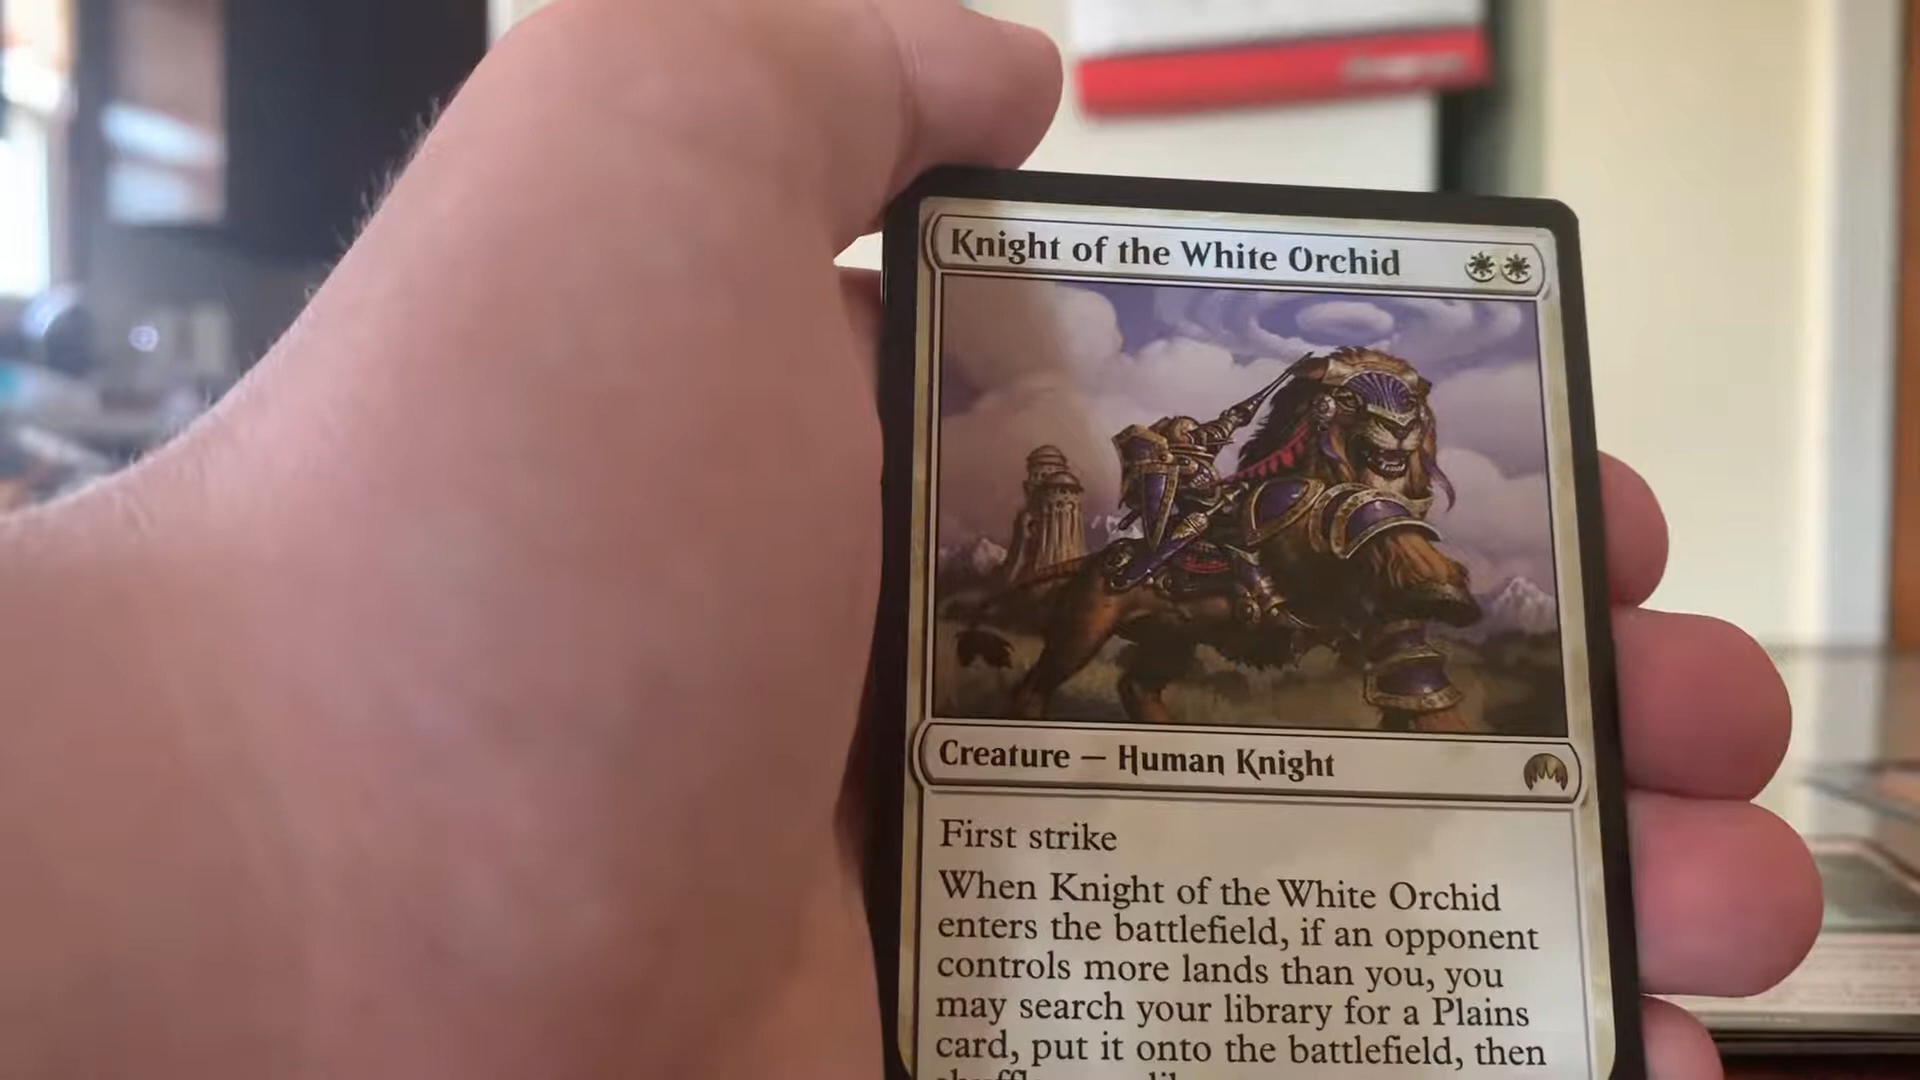 Knight of the White Orchid
Creature — Human Knight
First strike
When Knight of the White Orchid
enters the battlefield, if an opponent
controls more lands than you, you
may search your library for a Plains
card, put it onto the battlefield, then